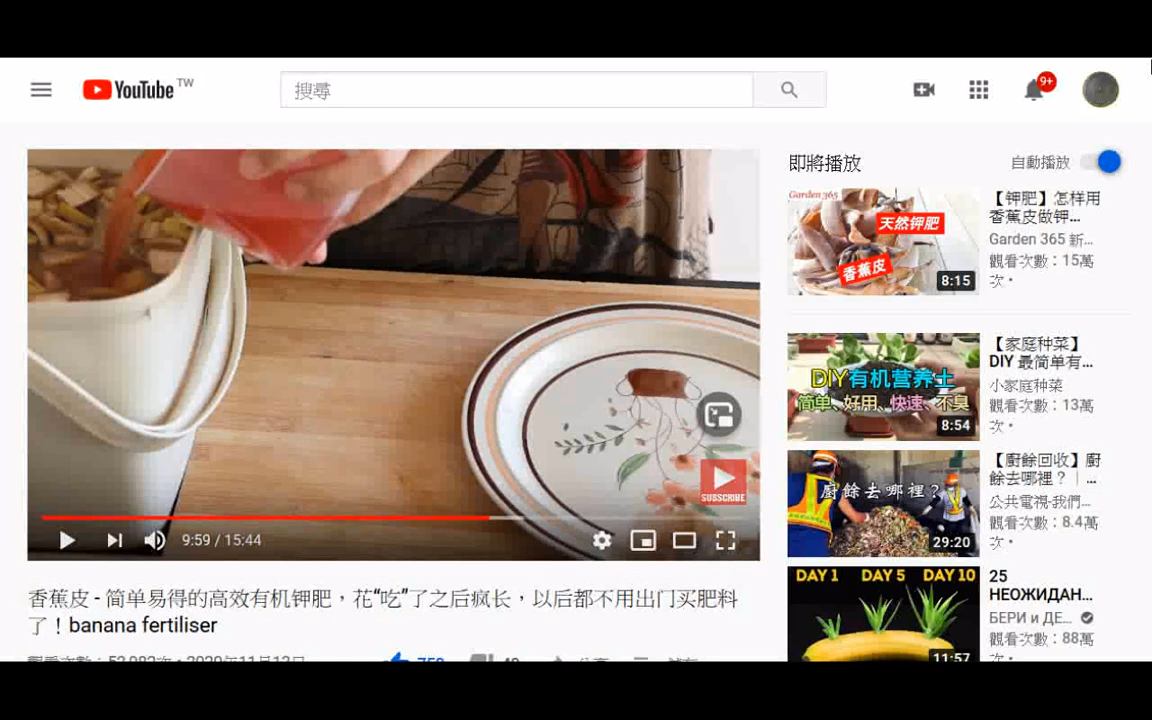 YouTube TW
搜尋
9+
即將播放
自動播放
Garden 365
天然钾肥
香蕉皮
8:15
【钾肥】怎样用
香蕉皮做钾...
Garden 365 新...
觀看次數：15萬
次 •
DIY有机营养土
简单、好用、快速、不臭
8:54
【家庭种菜】
DIY 最简单有...
小家庭种菜
觀看次數：13萬
次 •
廚餘去哪裡？
29:20
【廚餘回收】廚
餘去哪裡？｜...
公共電視-我們...
觀看次數：8.4萬
次 •
DAY 1 DAY 5 DAY 10
11:57
25
НЕОЖИДАН...
БЕРИ и ДЕ...
觀看次數：88萬
SUBSCRIBE
9:59 / 15:44
香蕉皮 - 简单易得的高效有机钾肥，花“吃”了之后疯长，以后都不用出门买肥料
了！banana fertiliser